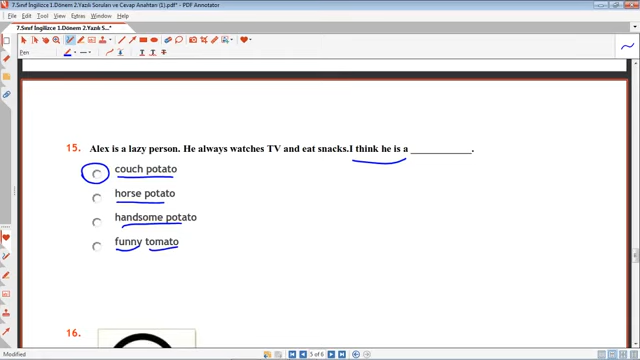 7.Sınıf İngilizce 1.Dönem 2.Yazılı Soruları ve Cevap Anahtarı (1).pdf* - PDF Annotator
File Edit Insert View Tool Window Help
7.Sınıf İngilizce 1.Dönem 2.Yazılı S...*
Pen
15. Alex is a lazy person. He always watches TV and eat snacks.I think he is a ____________.
couch potato
horse potato
handsome potato
funny tomato
16.
Modified
5 of 6